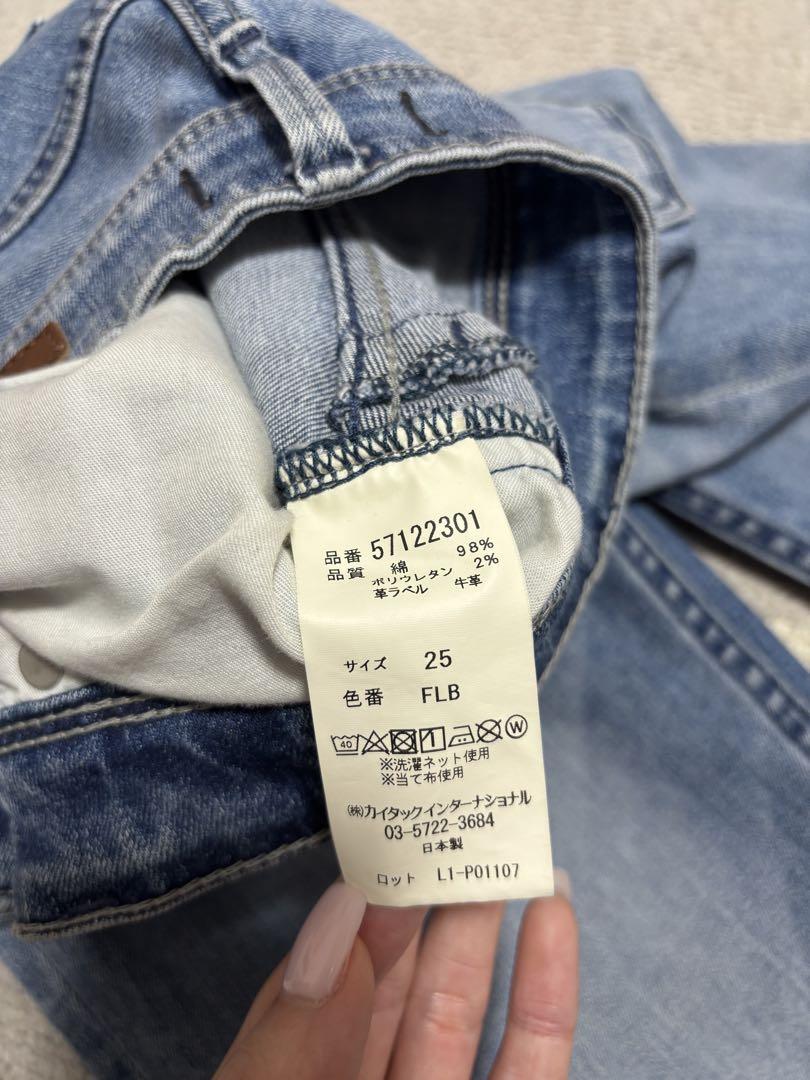 品番 57122301
品質 綿 98%
ポリウレタン 2%
革ラベル 牛革
サイズ 25
色番 FLB
40 W
※洗濯ネット使用
※当て布使用
㈱カイタックインターナショナル
03-5722-3684
日本製
ロット L1-P01107